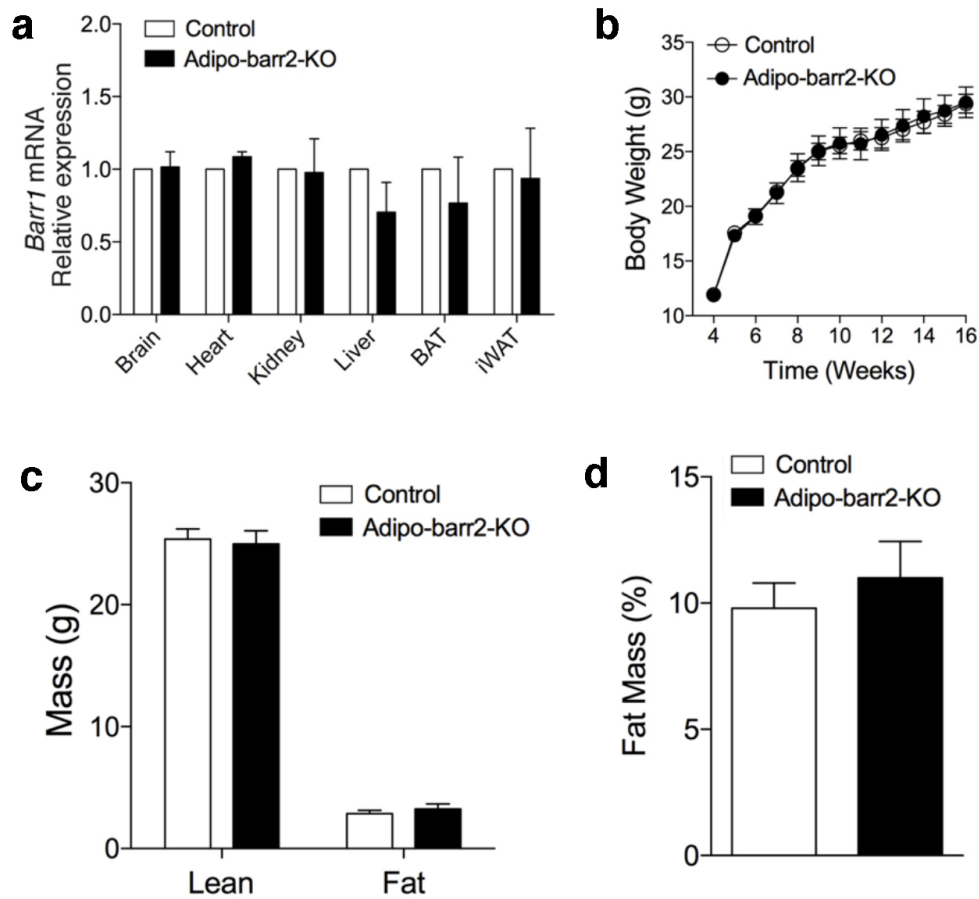 a
2.0
1.5
1.0
0.5
0.0
Barr1 mRNA
Relative expression
Control
Adipo-barr2-KO
Brain
Heart
Kidney
Liver
BAT
iWAT
b
35
30
25
20
15
10
Body Weight (g)
Control
Adipo-barr2-KO
4 6 8 10 12 14 16
Time (Weeks)
c
30
20
10
0
Mass (g)
Control
Adipo-barr2-KO
Lean Fat
d
15
10
5
0
Fat Mass (%)
Control
Adipo-barr2-KO